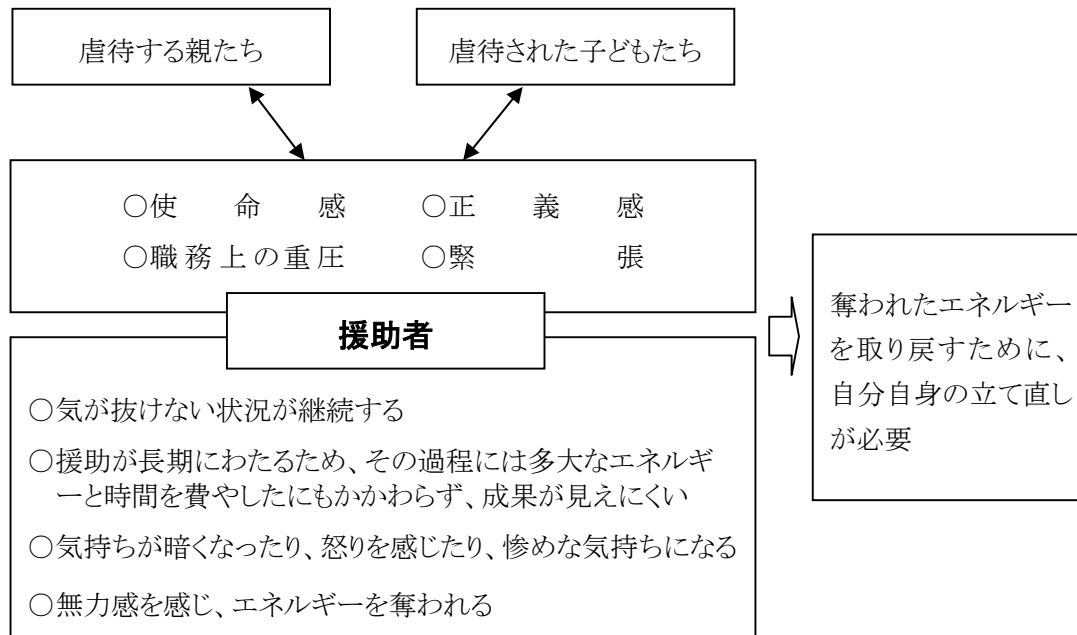 虐待する親たち
虐待された子どもたち
○使命感 ○正義感
○職務上の重圧 ○緊張
援助者
○気が抜けない状況が継続する
○援助が長期にわたるため、その過程には多大なエネルギ
ーと時間を費やしたにもかかわらず、成果が見えにくい
○気持ちが暗くなったり、怒りを感じたり、惨めな気持ちになる
○無力感を感じ、エネルギーを奪われる
奪われたエネルギー
を取り戻すために、
自分自身の立て直し
が必要